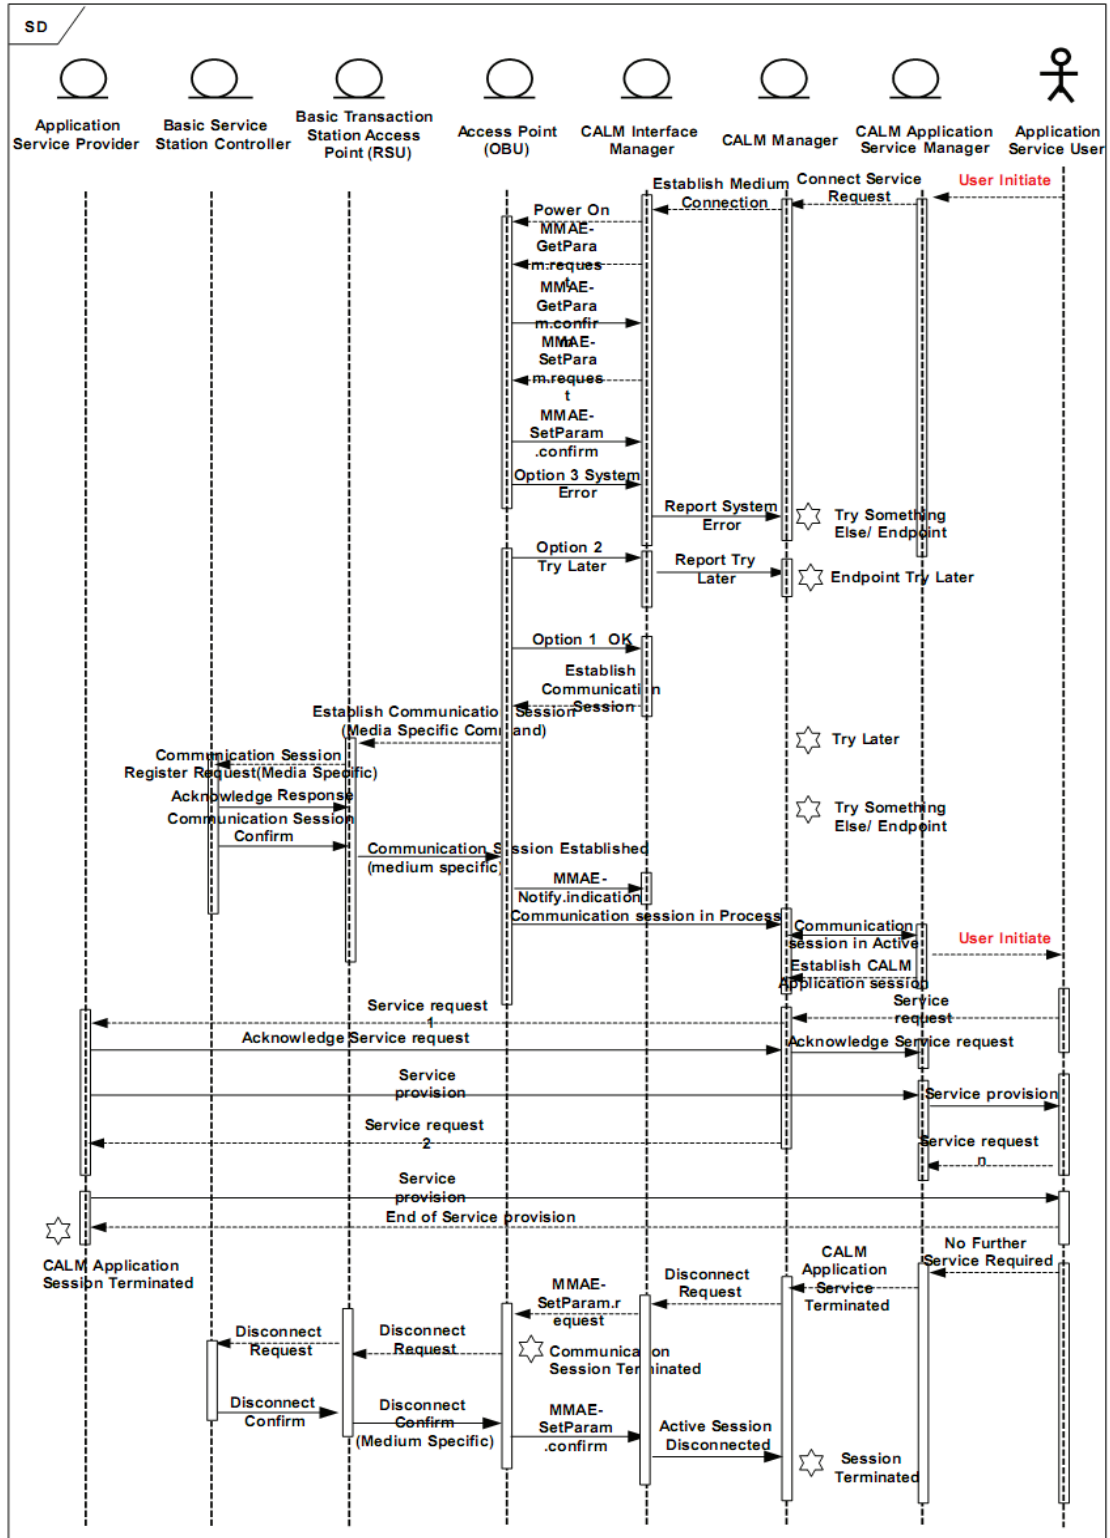 SD
Application
Service Provider
Basic Service
Station Controller
Basic Transaction
Station Access
Point (RSU)
Access Point
(OBU)
CALM Interface
Manager
CALM Manager
CALM Application
Service Manager
Application
Service User
User Initiate
Connect Service
Request
Establish Medium
Connection
Power On
MMAE-
GetPara
m.reques
t
MMAE-
GetPara
m.confir
m
MMAE-
SetPara
m.reques
t
MMAE-
SetParam
.confirm
Option 3 System
Error
Report System
Error
Try Something
Else/ Endpoint
Option 2
Try Later
Report Try
Later
Endpoint Try Later
Option 1 OK
Establish
Communication
Session
Establish Communication Session
(Media Specific Command)
Try Later
Communication Session
Register Request(Media Specific)
Acknowledge Response
Communication Session
Confirm
Try Something
Else/ Endpoint
Communication Session Established
(medium specific)
MMAE-
Notify.indication
Communication session in Process
Communication
session in Active
User Initiate
Establish CALM
Application session
Service
request
Service request
1
Acknowledge Service request
Acknowledge Service request
Service
provision
Service provision
Service request
2
Service request
n
Service
provision
End of Service provision
CALM Application
Session Terminated
No Further
Service Required
CALM
Application
Service
Terminated
Disconnect
Request
MMAE-
SetParam.r
equest
Disconnect
Request
Disconnect
Request
Communication
Session Terminated
Disconnect
Confirm
Disconnect
Confirm
(Medium Specific)
MMAE-
SetParam
.confirm
Active Session
Disconnected
Session
Terminated